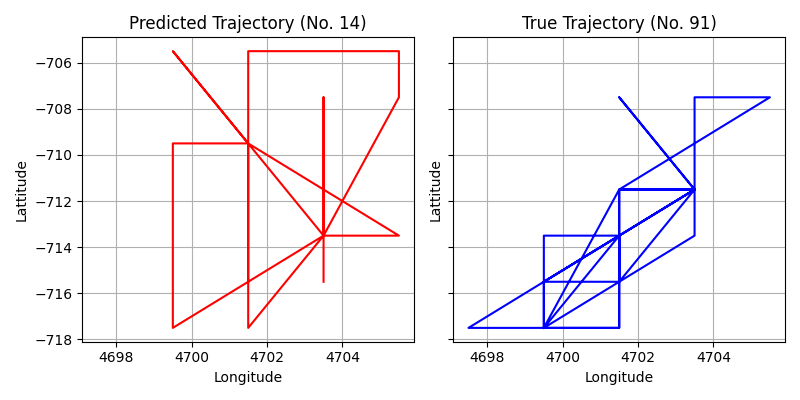 Predicted Trajectory (No. 14)
True Trajectory (No. 91)
Lattitude
−706
−708
−710
−712
−714
−716
−718
4698
4700
4702
4704
Longitude
Lattitude
4698
4700
4702
4704
Longitude